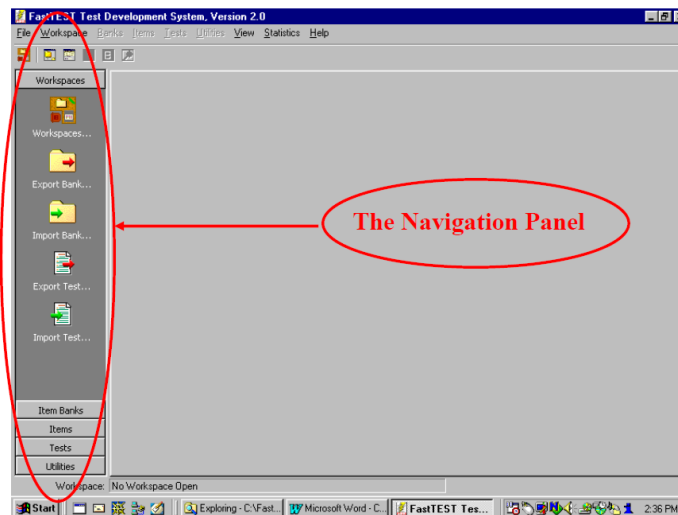 FastTEST Test Development System, Version 2.0
File Workspace Banks Items Tests Utilities View Statistics Help
Workspaces
Workspaces...
Export Bank...
Import Bank...
The Navigation Panel
Export Test...
Import Test...
Item Banks
Items
Tests
Utilities
Workspace: No Workspace Open
Start Exploring - C:\Fast... Microsoft Word - C... FastTEST Tes... 2:36 PM